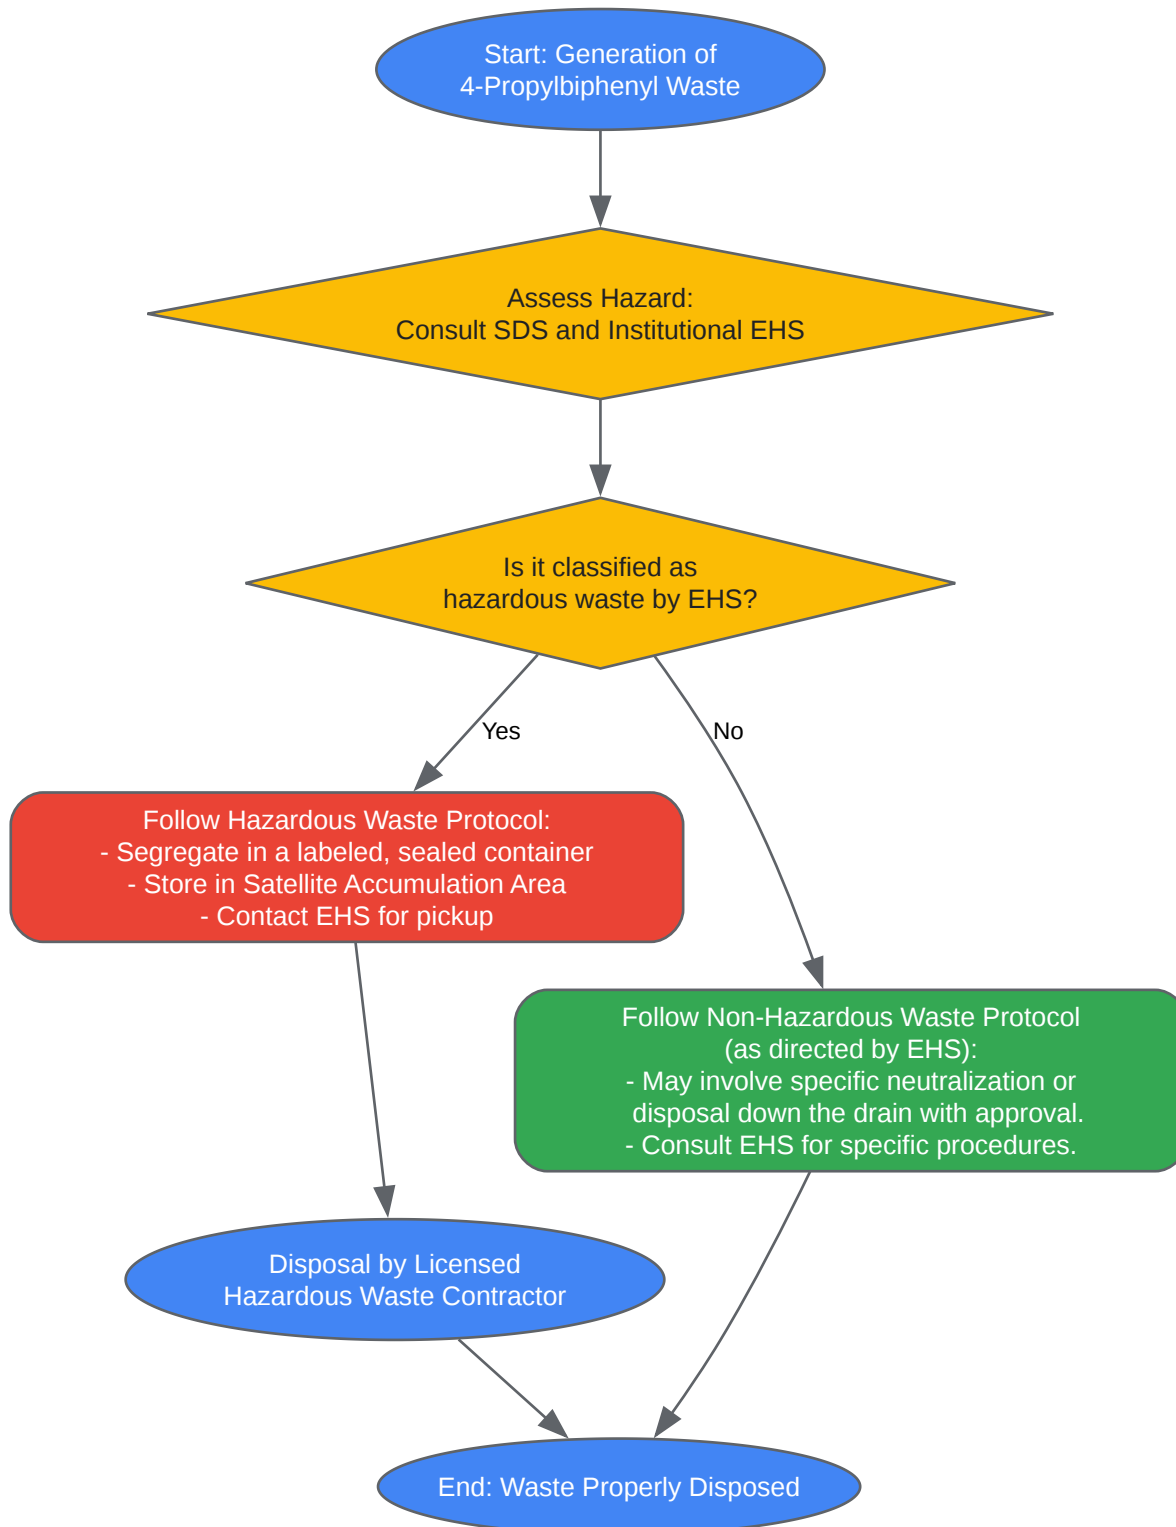 Start: Generation of
4-Propylbiphenyl Waste
Assess Hazard:
Consult SDS and Institutional EHS
Is it classified as
hazardous waste by EHS?
Yes
No
Follow Hazardous Waste Protocol:
- Segregate in a labeled, sealed container
- Store in Satellite Accumulation Area
- Contact EHS for pickup
Follow Non-Hazardous Waste Protocol
(as directed by EHS):
- May involve specific neutralization or
disposal down the drain with approval.
- Consult EHS for specific procedures.
Disposal by Licensed
Hazardous Waste Contractor
End: Waste Properly Disposed